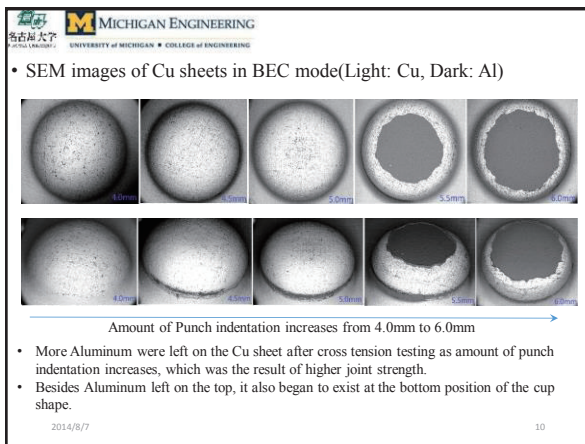 名古屋大学
MICHIGAN ENGINEERING
UNIVERSITY of MICHIGAN ■ COLLEGE of ENGINEERING
• SEM images of Cu sheets in BEC mode(Light: Cu, Dark: Al)
4.0mm 4.5mm 5.0mm 5.5mm 6.0mm
4.0mm 4.5mm 5.0mm 5.5mm 6.0mm
Amount of Punch indentation increases from 4.0mm to 6.0mm
• More Aluminum were left on the Cu sheet after cross tension testing as amount of punch
indentation increases, which was the result of higher joint strength.
• Besides Aluminum left on the top, it also began to exist at the bottom position of the cup
shape.
2014/8/7 10